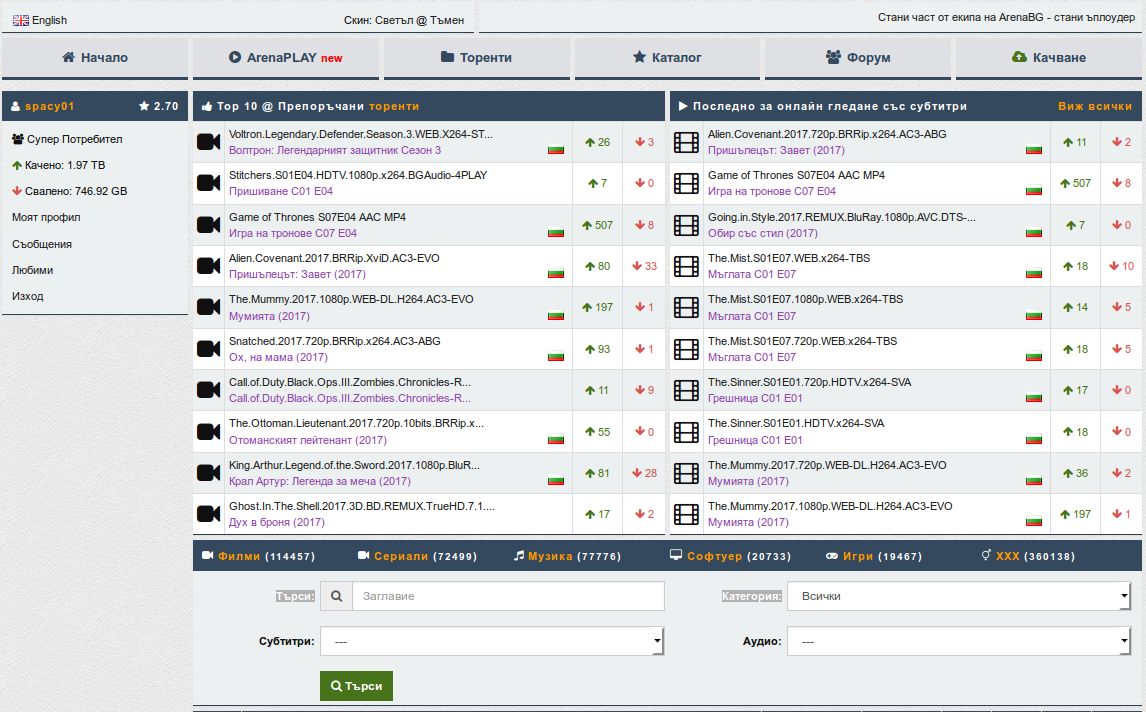 English
Скин: Светъл @ Тъмен
Стани част от екипа на ArenaBG - стани ъплоудер
Начало
ArenaPLAY new
Торенти
Каталог
Форум
Качване
spacy01 2.70
Супер Потребител
Качено: 1.97 TB
Свалено: 746.92 GB
Моят профил
Съобщения
Любими
Изход
Top 10 @ Препоръчани торенти
Voltron.Legendary.Defender.Season.3.WEB.X264-ST...
Волтрон: Легендарният защитник Сезон 3
26 3
Stitchers.S01E04.HDTV.1080p.x264.BGAudio-4PLAY
Пришиване С01 Е04
7 0
Game of Thrones S07E04 AAC MP4
Игра на тронове С07 Е04
507 8
Alien.Covenant.2017.BRRip.XviD.AC3-EVO
Пришълецът: Завет (2017)
80 33
The.Mummy.2017.1080p.WEB-DL.H264.AC3-EVO
Мумията (2017)
197 1
Snatched.2017.720p.BRRip.x264.AC3-ABG
Ох, на мама (2017)
93 1
Call.of.Duty.Black.Ops.III.Zombies.Chronicles-R...
Call.of.Duty.Black.Ops.III.Zombies.Chronicles-R...
11 9
The.Ottoman.Lieutenant.2017.720p.10bits.BRRip.x...
Отоманският лейтенант (2017)
55 0
King.Arthur.Legend.of.the.Sword.2017.1080p.BluR...
Крал Артур: Легенда за меча (2017)
81 28
Ghost.In.The.Shell.2017.3D.BD.REMUX.TrueHD.7.1....
Дух в броня (2017)
17 2
Последно за онлайн гледане със субтитри Виж всички
Alien.Covenant.2017.720p.BRRip.x264.AC3-ABG
Пришълецът: Завет (2017)
11 2
Game of Thrones S07E04 AAC MP4
Игра на тронове С07 Е04
507 8
Going.in.Style.2017.REMUX.BluRay.1080p.AVC.DTS-...
Обир със стил (2017)
7 0
The.Mist.S01E07.WEB.x264-TBS
Мъглата С01 Е07
18 10
The.Mist.S01E07.1080p.WEB.x264-TBS
Мъглата С01 Е07
14 5
The.Mist.S01E07.720p.WEB.x264-TBS
Мъглата С01 Е07
18 5
The.Sinner.S01E01.720p.HDTV.x264-SVA
Грешница С01 Е01
17 0
The.Sinner.S01E01.HDTV.x264-SVA
Грешница С01 Е01
18 0
The.Mummy.2017.720p.WEB-DL.H264.AC3-EVO
Мумията (2017)
36 2
The.Mummy.2017.1080p.WEB-DL.H264.AC3-EVO
Мумията (2017)
197 1
Филми (114457) Сериали (72499) Музика (77776) Софтуер (20733) Игри (19467) XXX (360138)
Търси: Заглавие
Категория: Всички
Субтитри: ---
Аудио: ---
Търси